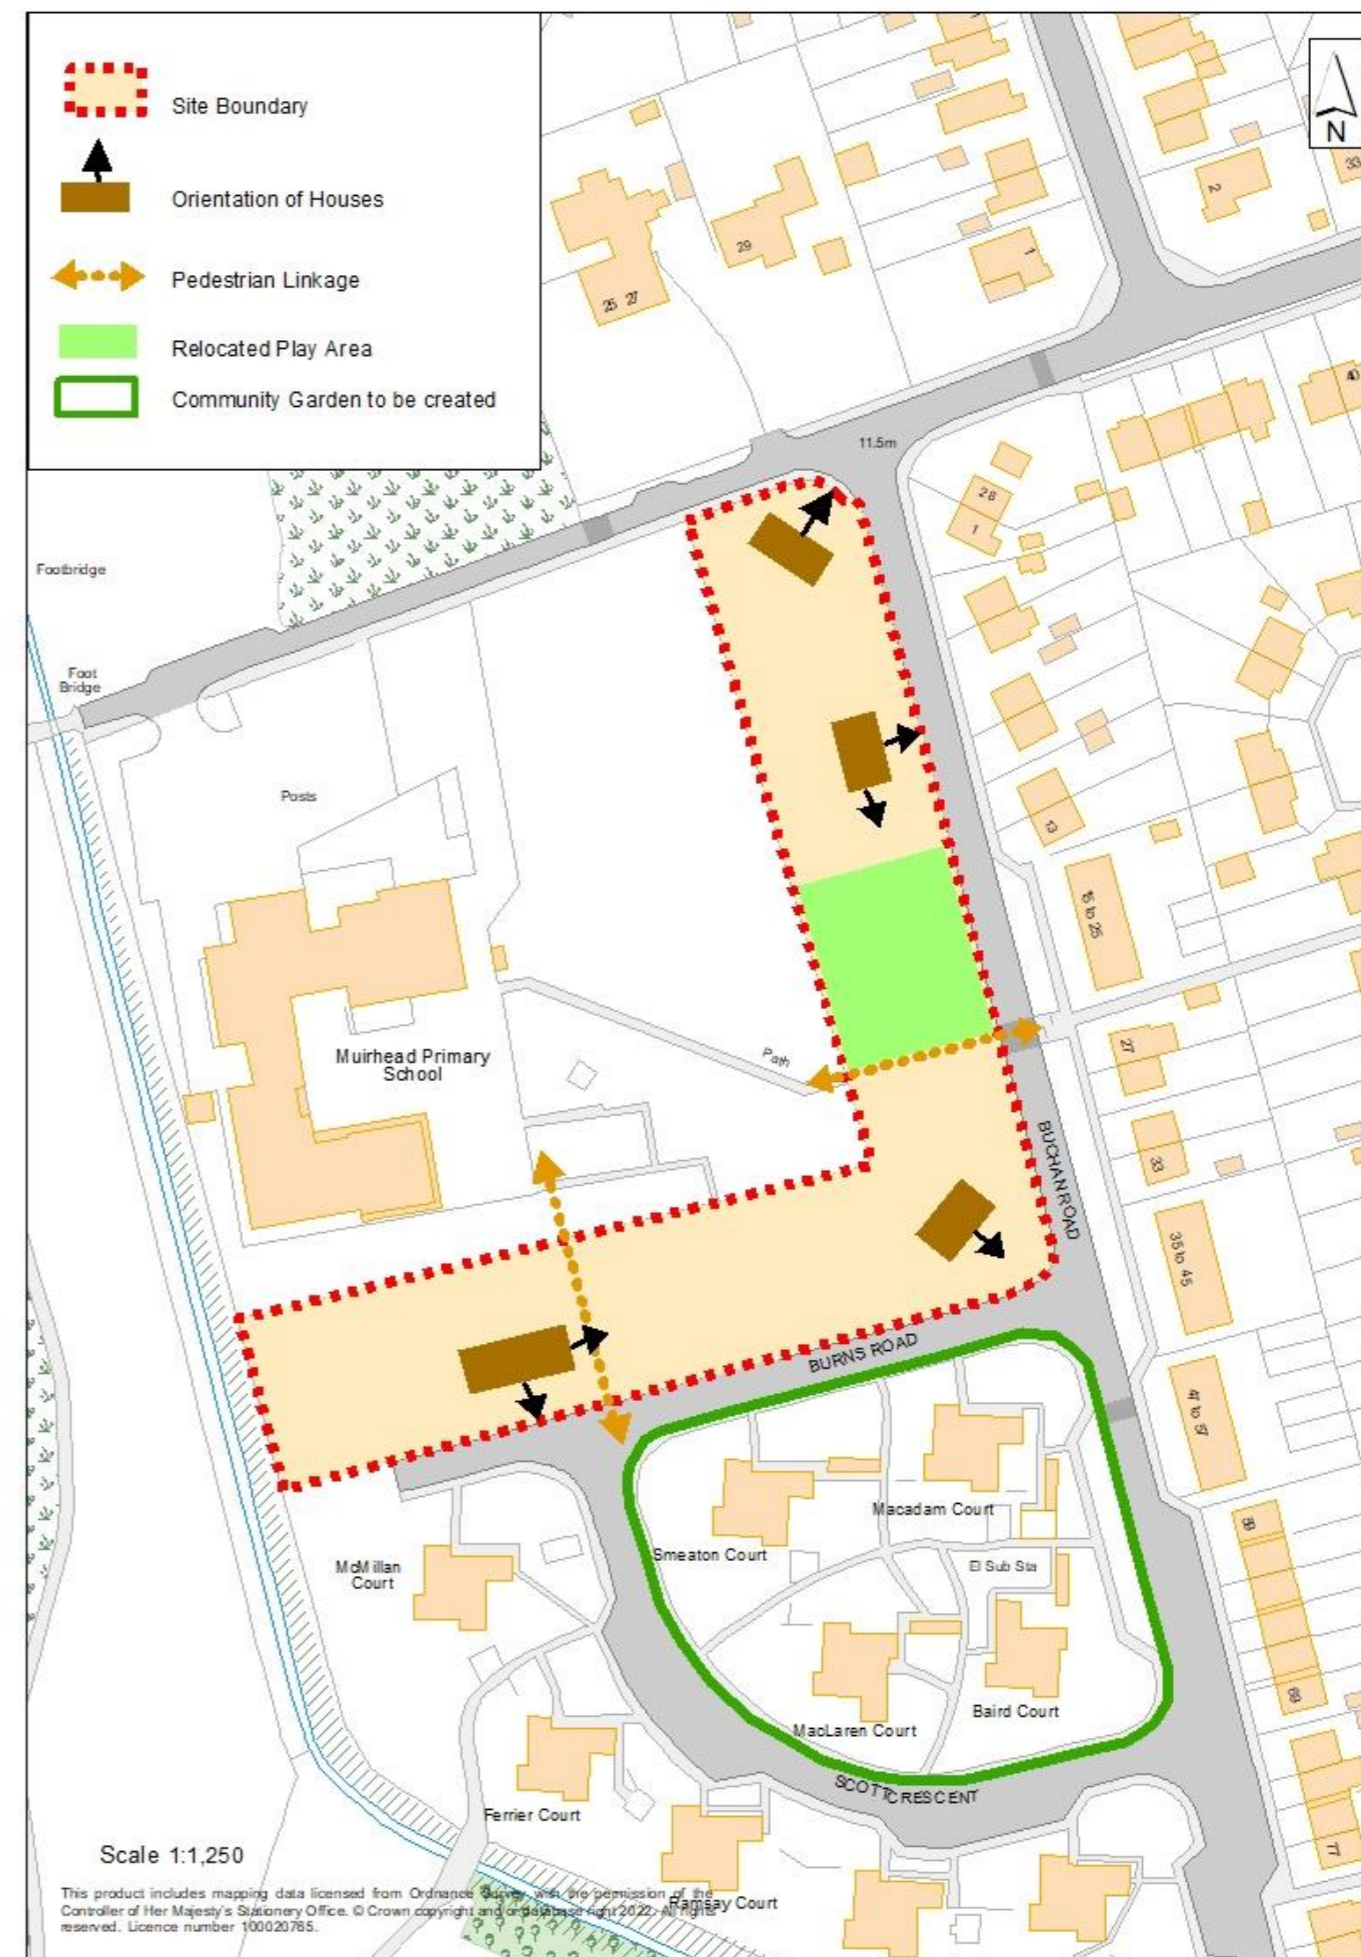 Site Boundary
Orientation of Houses
Pedestrian Linkage
Relocated Play Area
Community Garden to be created
N
33
2
29
1
25 27
40
11.5m
28
1
Footbridge
Foot
Bridge
Posts
13
15 to 25
Muirhead Primary
School
Path
27
33
BUCHAN ROAD
35 to 45
BURNS ROAD
47 to 57
Macadam Court
Smeaton Court
McMillan
Court
El Sub Sta
59
69
MacLaren Court
Baird Court
SCOTT CRESCENT
Ferrier Court
77
Ramsay Court
Scale 1:1,250
This product includes mapping data licensed from Ordnance Survey with the permission of the
Controller of Her Majesty's Stationery Office. © Crown copyright and or database right 2022. All rights
reserved. Licence number 100020765.